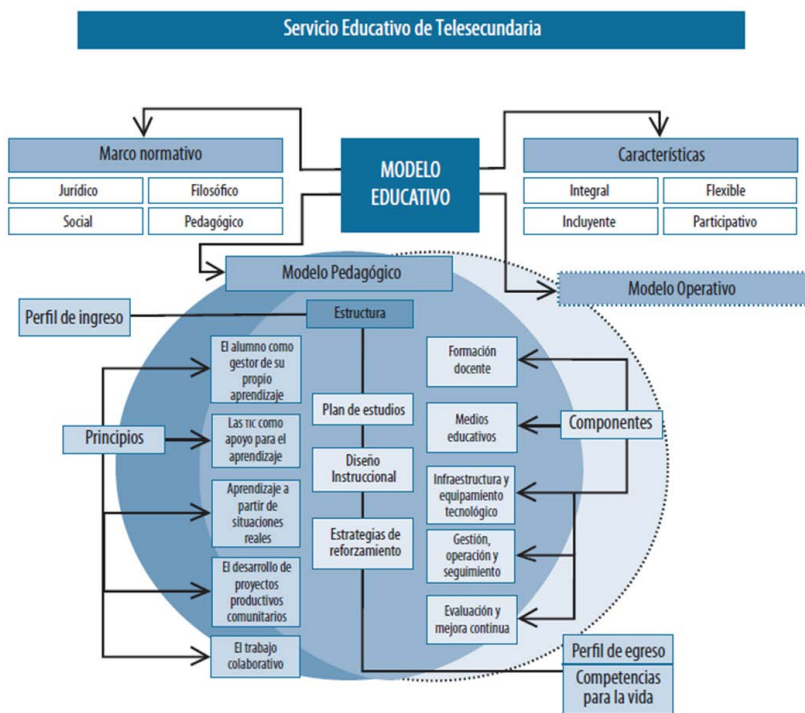 Servicio Educativo de Telesecundaria
MODELO
EDUCATIVO
Marco normativo
Jurídico
Filosófico
Social
Pedagógico
Características
Integral
Flexible
Incluyente
Participativo
Modelo Pedagógico
Modelo Operativo
Perfil de ingreso
Estructura
Principios
El alumno como
gestor de su
propio
aprendizaje
Las TIC como
apoyo para el
aprendizaje
Aprendizaje a
partir de
situaciones
reales
El desarrollo de
proyectos
productivos
comunitarios
El trabajo
colaborativo
Plan de estudios
Diseño
Instruccional
Estrategias de
reforzamiento
Formación
docente
Medios
educativos
Infraestructura y
equipamiento
tecnológico
Gestión,
operación y
seguimiento
Evaluación y
mejora continua
Componentes
Perfil de egreso
Competencias
para la vida